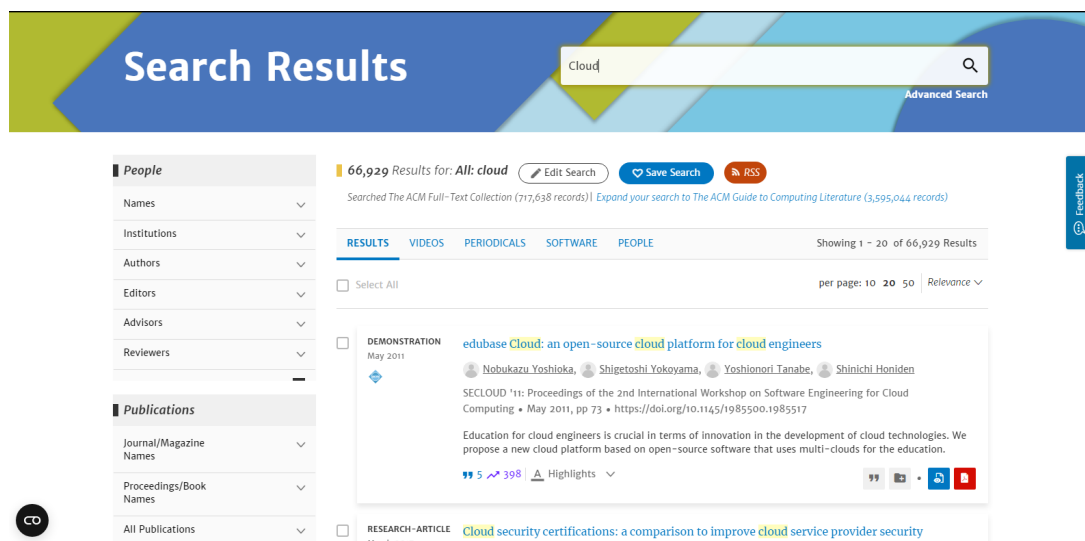 Search Results
Cloud
Advanced Search
People
Names
Institutions
Authors
Editors
Advisors
Reviewers
Publications
Journal/Magazine
Names
Proceedings/Book
Names
All Publications
66,929 Results for: All: cloud
Edit Search
Save Search
RSS
Searched The ACM Full-Text Collection (717,638 records)| Expand your search to The ACM Guide to Computing Literature (3,595,044 records)
RESULTS VIDEOS PERIODICALS SOFTWARE PEOPLE
Showing 1 - 20 of 66,929 Results
Select All
per page: 10 20 50 Relevance
DEMONSTRATION
May 2011
edubase Cloud: an open-source cloud platform for cloud engineers
Nobukazu Yoshioka, Shigetoshi Yokoyama, Yoshionori Tanabe, Shinichi Honiden
SECLOUD '11: Proceedings of the 2nd International Workshop on Software Engineering for Cloud
Computing • May 2011, pp 73 • https://doi.org/10.1145/1985500.1985517
Education for cloud engineers is crucial in terms of innovation in the development of cloud technologies. We
propose a new cloud platform based on open-source software that uses multi-clouds for the education.
5 398 A Highlights
RESEARCH-ARTICLE
Cloud security certifications: a comparison to improve cloud service provider security
Feedback